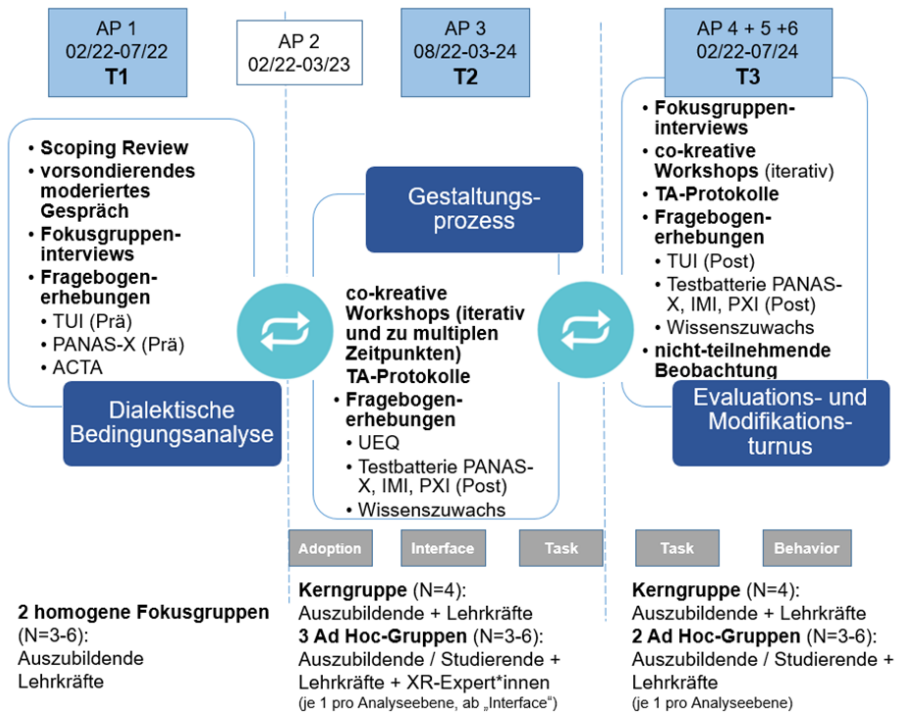 AP 1
02/22-07/22
T1
AP 2
02/22-03/23
AP 3
08/22-03-24
T2
AP 4 + 5 +6
02/22-07/24
T3
• Scoping Review
• vorsondierendes
moderiertes
Gespräch
• Fokusgruppen-
interviews
• Fragebogen-
erhebungen
• TUI (Prä)
• PANAS-X (Prä)
• ACTA
Dialektische
Bedingungsanalyse
Gestaltungs-
prozess
co-kreative
Workshops (iterativ
und zu multiplen
Zeitpunkten)
TA-Protokolle
• Fragebogen-
erhebungen
• UEQ
• Testbatterie PANAS-
X, IMI, PXI (Post)
• Wissenszuwachs
• Fokusgruppen-
interviews
• co-kreative
Workshops (iterativ)
• TA-Protokolle
• Fragebogen-
erhebungen
• TUI (Post)
• Testbatterie PANAS-
X, IMI, PXI (Post)
• Wissenszuwachs
• nicht-teilnehmende
Beobachtung
Evaluations- und
Modifikations-
turnus
Adoption
Interface
Task
Task
Behavior
2 homogene Fokusgruppen
(N=3-6):
Auszubildende
Lehrkräfte
Kerngruppe (N=4):
Auszubildende + Lehrkräfte
3 Ad Hoc-Gruppen (N=3-6):
Auszubildende / Studierende +
Lehrkräfte + XR-Expert*innen
(je 1 pro Analyseebene, ab „Interface“)
Kerngruppe (N=4):
Auszubildende + Lehrkräfte
2 Ad Hoc-Gruppen (N=3-6):
Auszubildende / Studierende +
Lehrkräfte
(je 1 pro Analyseebene)